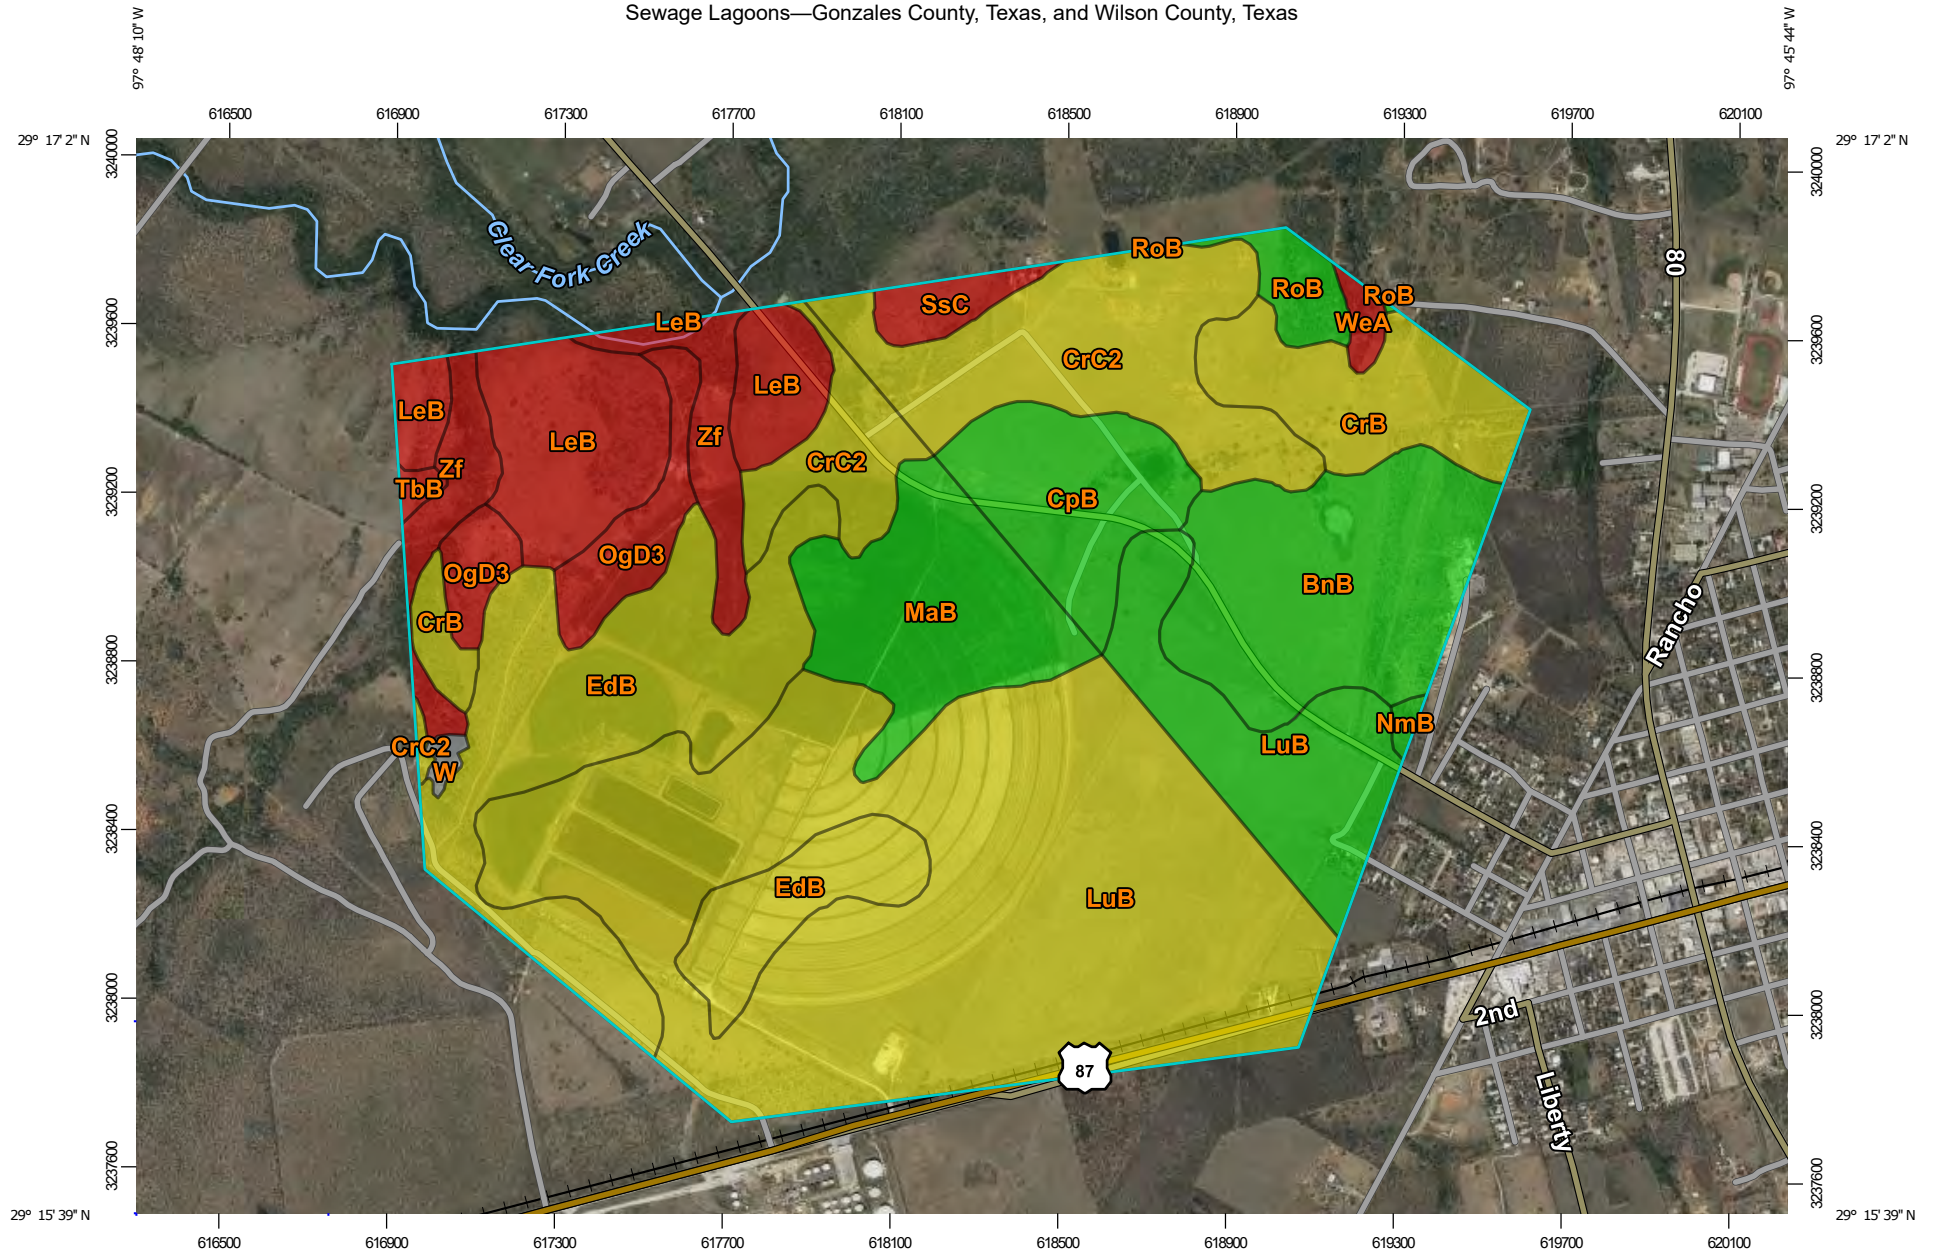 Sewage Lagoons—Gonzales County, Texas, and Wilson County, Texas
97° 48' 10'' W
97° 45' 44'' W
616500 616900 617300 617700 618100 618500 618900 619300 619700 620100
29° 17' 2'' N
29° 17' 2'' N
3240000
3240000
Clear Fork Creek
RoB
80
RoB
RoB
SsC
LeB
WeA
3239600
3239600
CrC2
LeB
LeB
CrB
LeB
Zf
CrC2
Zf
TbB
CpB
3239200
3239200
OgD3
OgD3
BnB
MaB
CrB
Rancho
3238800
3238800
EdB
NmB
CrC2
LuB
W
3238400
3238400
EdB
LuB
3238000
3238000
2nd
87
Liberty
3237600
3237600
29° 15' 39'' N
29° 15' 39'' N
616500 616900 617300 617700 618100 618500 618900 619300 619700 620100